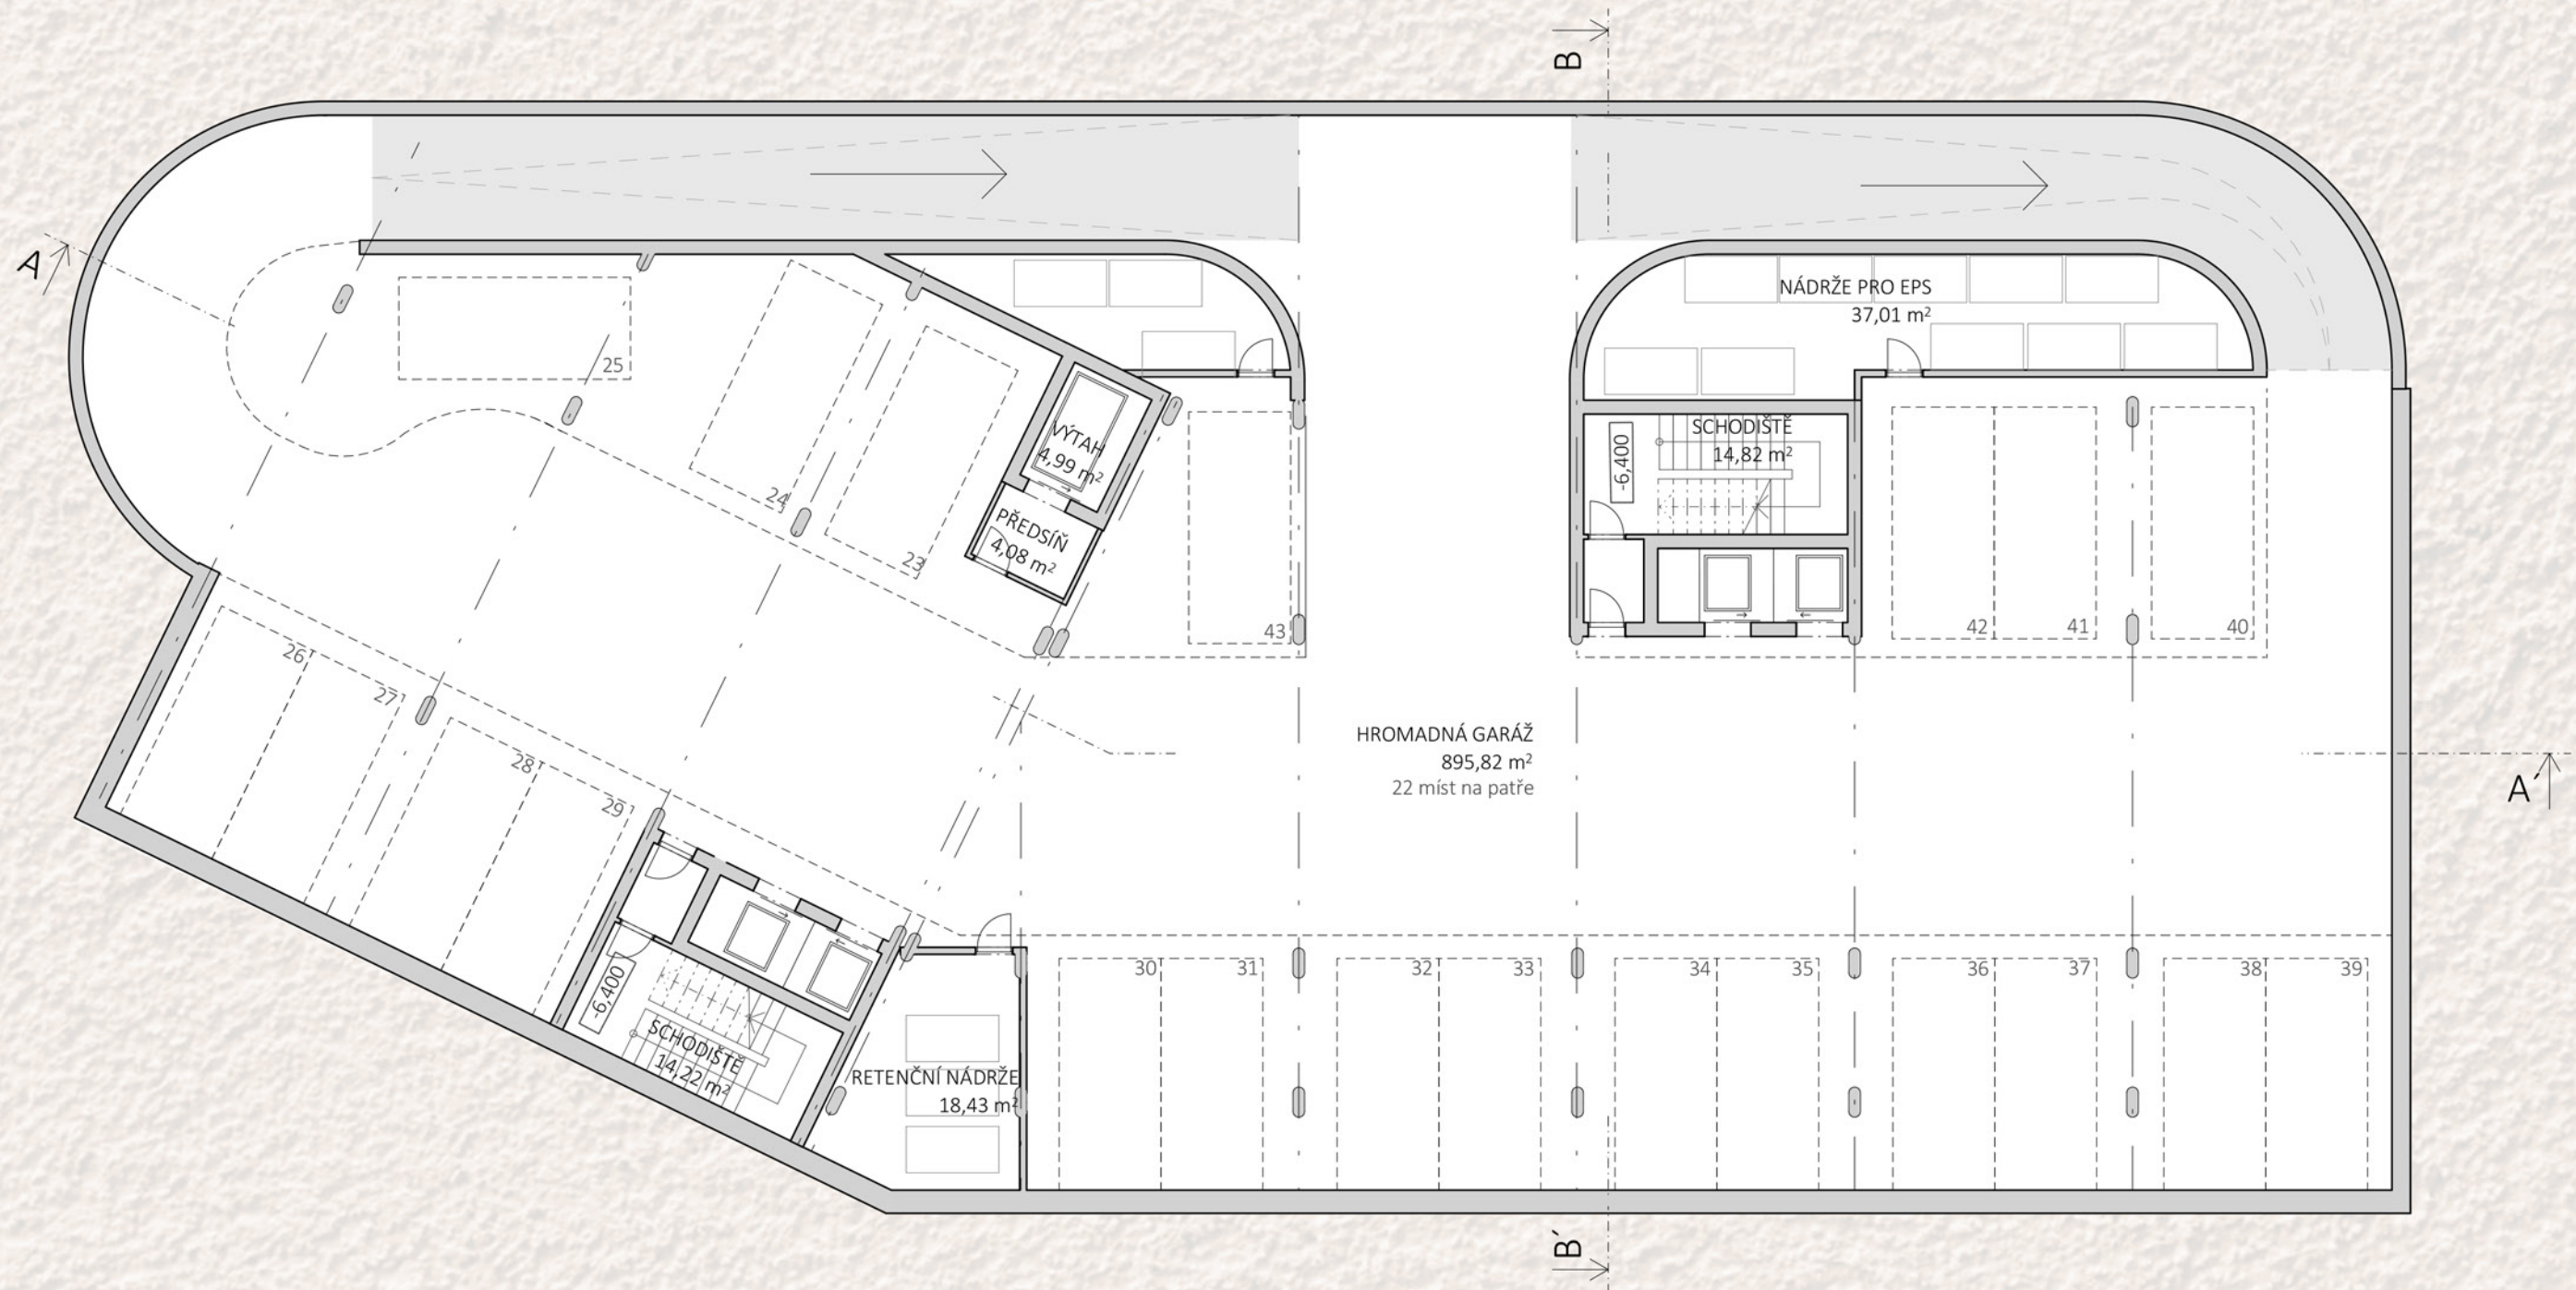 B
A
NÁDRŽE PRO EPS
37,01 m²
25
VÝTAH
4,99 m²
SCHODIŠTĚ
14,82 m²
-6,400
24
PŘEDSÍŇ
4,08 m²
23
43
42
41
40
26
27
28
29
HROMADNÁ GARÁŽ
895,82 m²
22 míst na patře
A´
30
31
32
33
34
35
36
37
38
39
-6,400
SCHODIŠTĚ
14,22 m²
RETENČNÍ NÁDRŽE
18,43 m²
B´